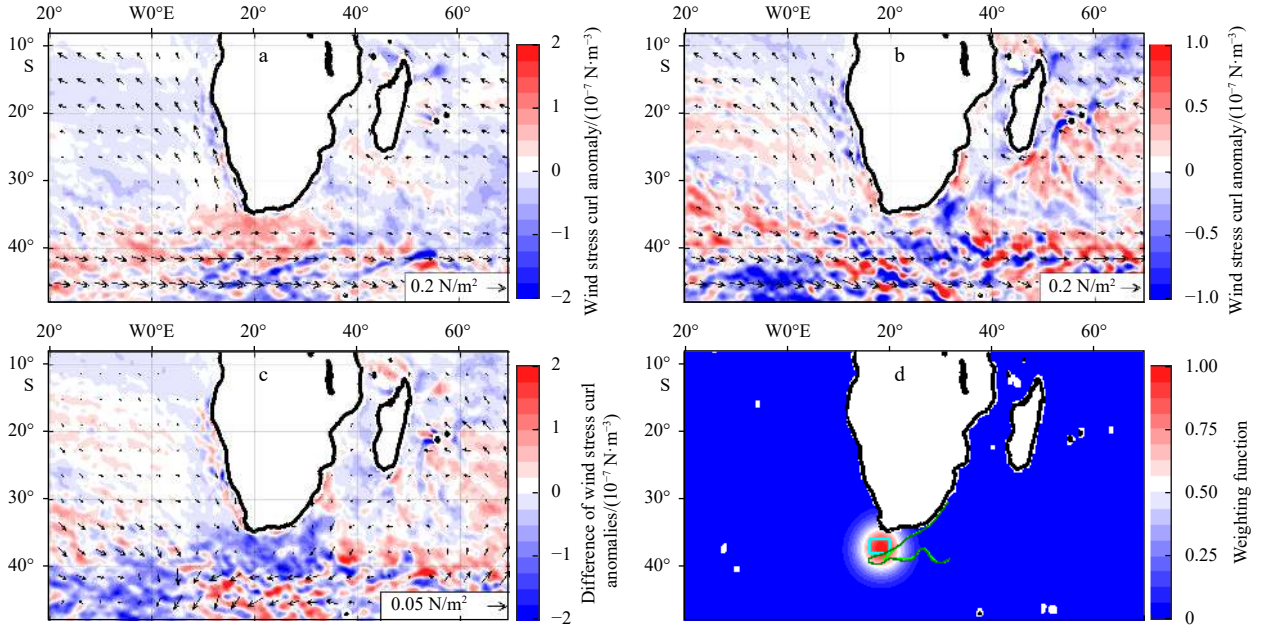 20° W0°E 20° 40° 60°
10°
S
20°
30°
40°
a
0.2 N/m²
2
1
0
−1
−2
Wind stress curl anomaly/(10⁻⁷ N·m⁻³)
20° W0°E 20° 40° 60°
10°
S
20°
30°
40°
b
0.2 N/m²
1.0
0.5
0
−0.5
−1.0
Wind stress curl anomaly/(10⁻⁷ N·m⁻³)
20° W0°E 20° 40° 60°
10°
S
20°
30°
40°
c
0.05 N/m²
2
1
0
−1
−2
Difference of wind stress curl
anomalies/(10⁻⁷ N·m⁻³)
20° W0°E 20° 40° 60°
10°
S
20°
30°
40°
d
1.00
0.75
0.50
0.25
0
Weighting function